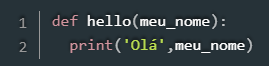 1 def hello(meu_nome):
2   print('Olá',meu_nome)